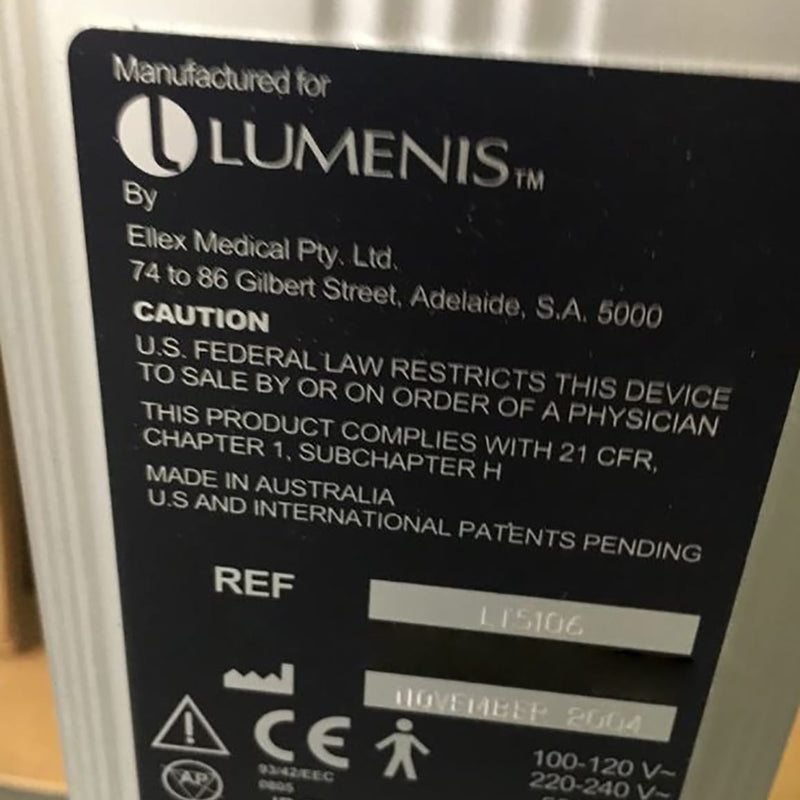 Manufactured for
LUMENIS™
By
Ellex Medical Pty. Ltd.
74 to 86 Gilbert Street, Adelaide, S.A. 5000
CAUTION
U.S. FEDERAL LAW RESTRICTS THIS DEVICE
TO SALE BY OR ON ORDER OF A PHYSICIAN
THIS PRODUCT COMPLIES WITH 21 CFR,
CHAPTER 1, SUBCHAPTER H
MADE IN AUSTRALIA
U.S AND INTERNATIONAL PATENTS PENDING
REF LT5106
NOVEMBER 2004
CE
93/42/EEC
0805
AP
100-120 V~
220-240 V~